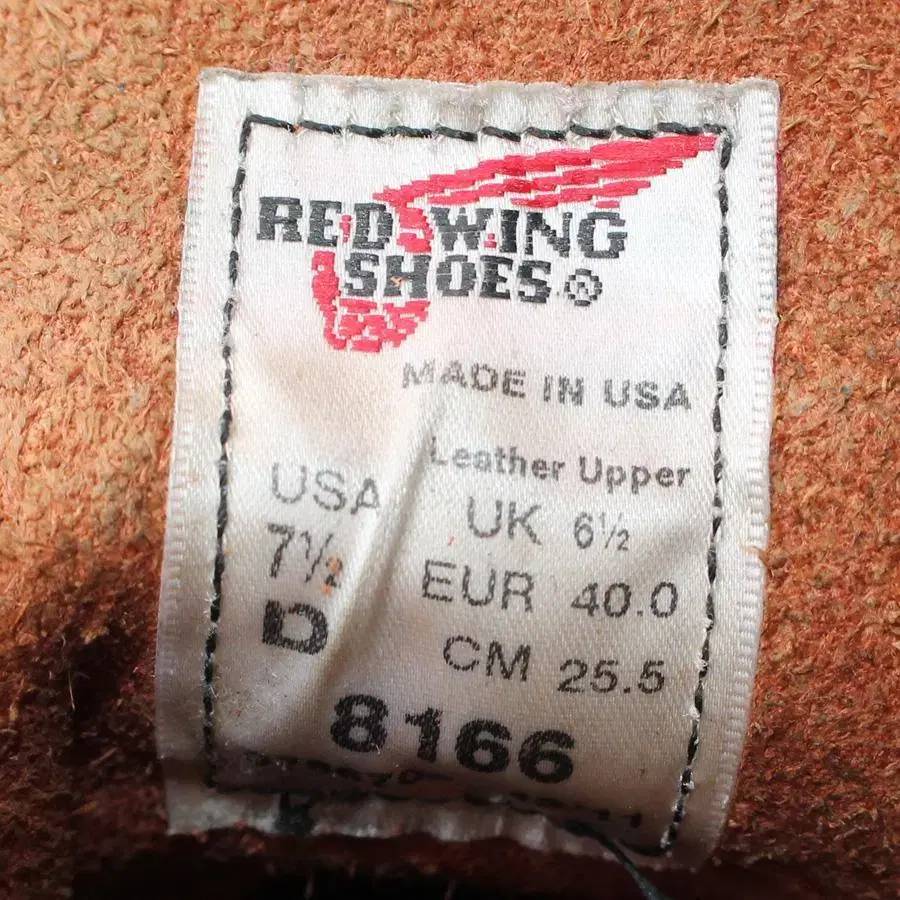 RED WING
SHOES®
MADE IN USA
Leather Upper
USA
7½
D
UK 6½
EUR 40.0
CM 25.5
8166